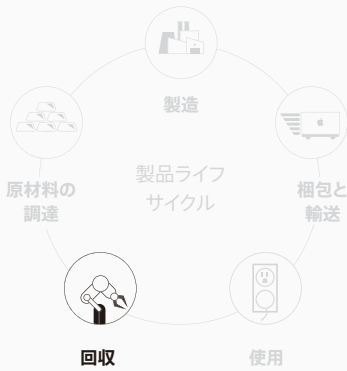 製造
原材料の
調達
製品ライフ
サイクル
梱包と
輸送
回収
使用